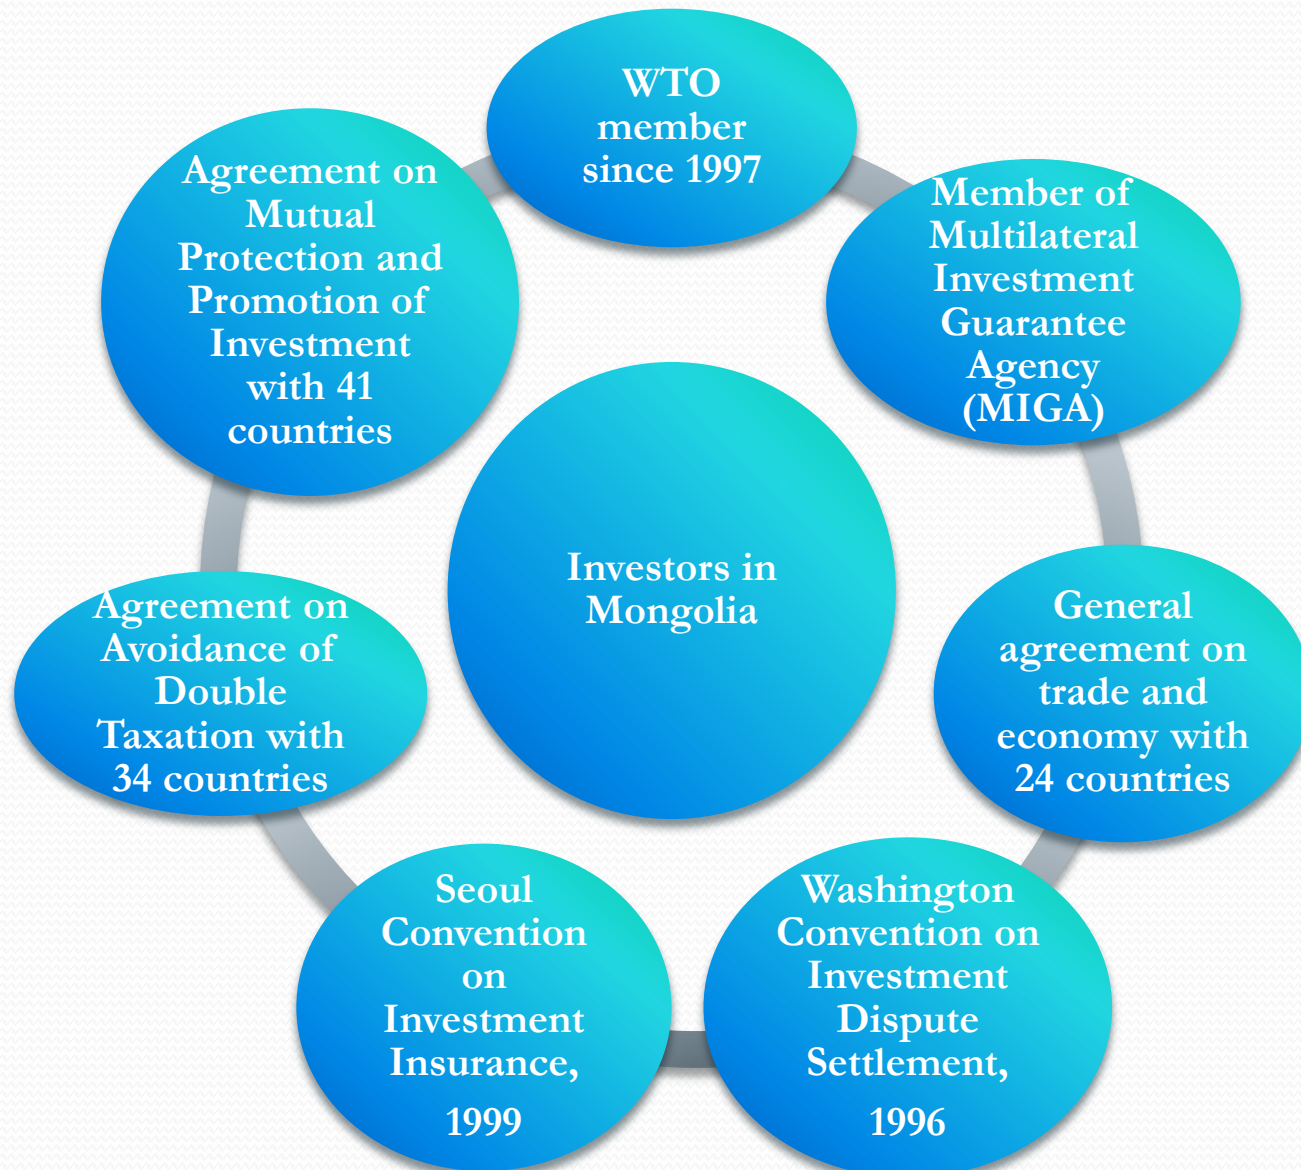 WTO
member
since 1997
Member of
Multilateral
Investment
Guarantee
Agency
(MIGA)
General
agreement on
trade and
economy with
24 countries
Washington
Convention on
Investment
Dispute
Settlement,
1996
Seoul
Convention
on
Investment
Insurance,
1999
Agreement on
Avoidance of
Double
Taxation with
34 countries
Agreement on
Mutual
Protection and
Promotion of
Investment
with 41
countries
Investors in
Mongolia